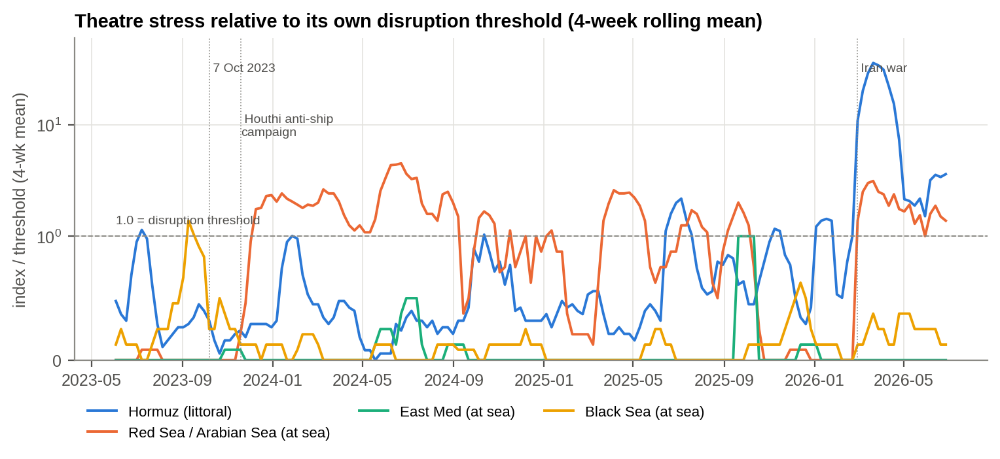 Theatre stress relative to its own disruption threshold (4-week rolling mean)
index / threshold (4-wk mean)
7 Oct 2023
Iran war
10¹
Houthi anti-ship
campaign
1.0 = disruption threshold
10⁰
0
2023-05 2023-09 2024-01 2024-05 2024-09 2025-01 2025-05 2025-09 2026-01 2026-05
Hormuz (littoral) East Med (at sea) Black Sea (at sea)
Red Sea / Arabian Sea (at sea)